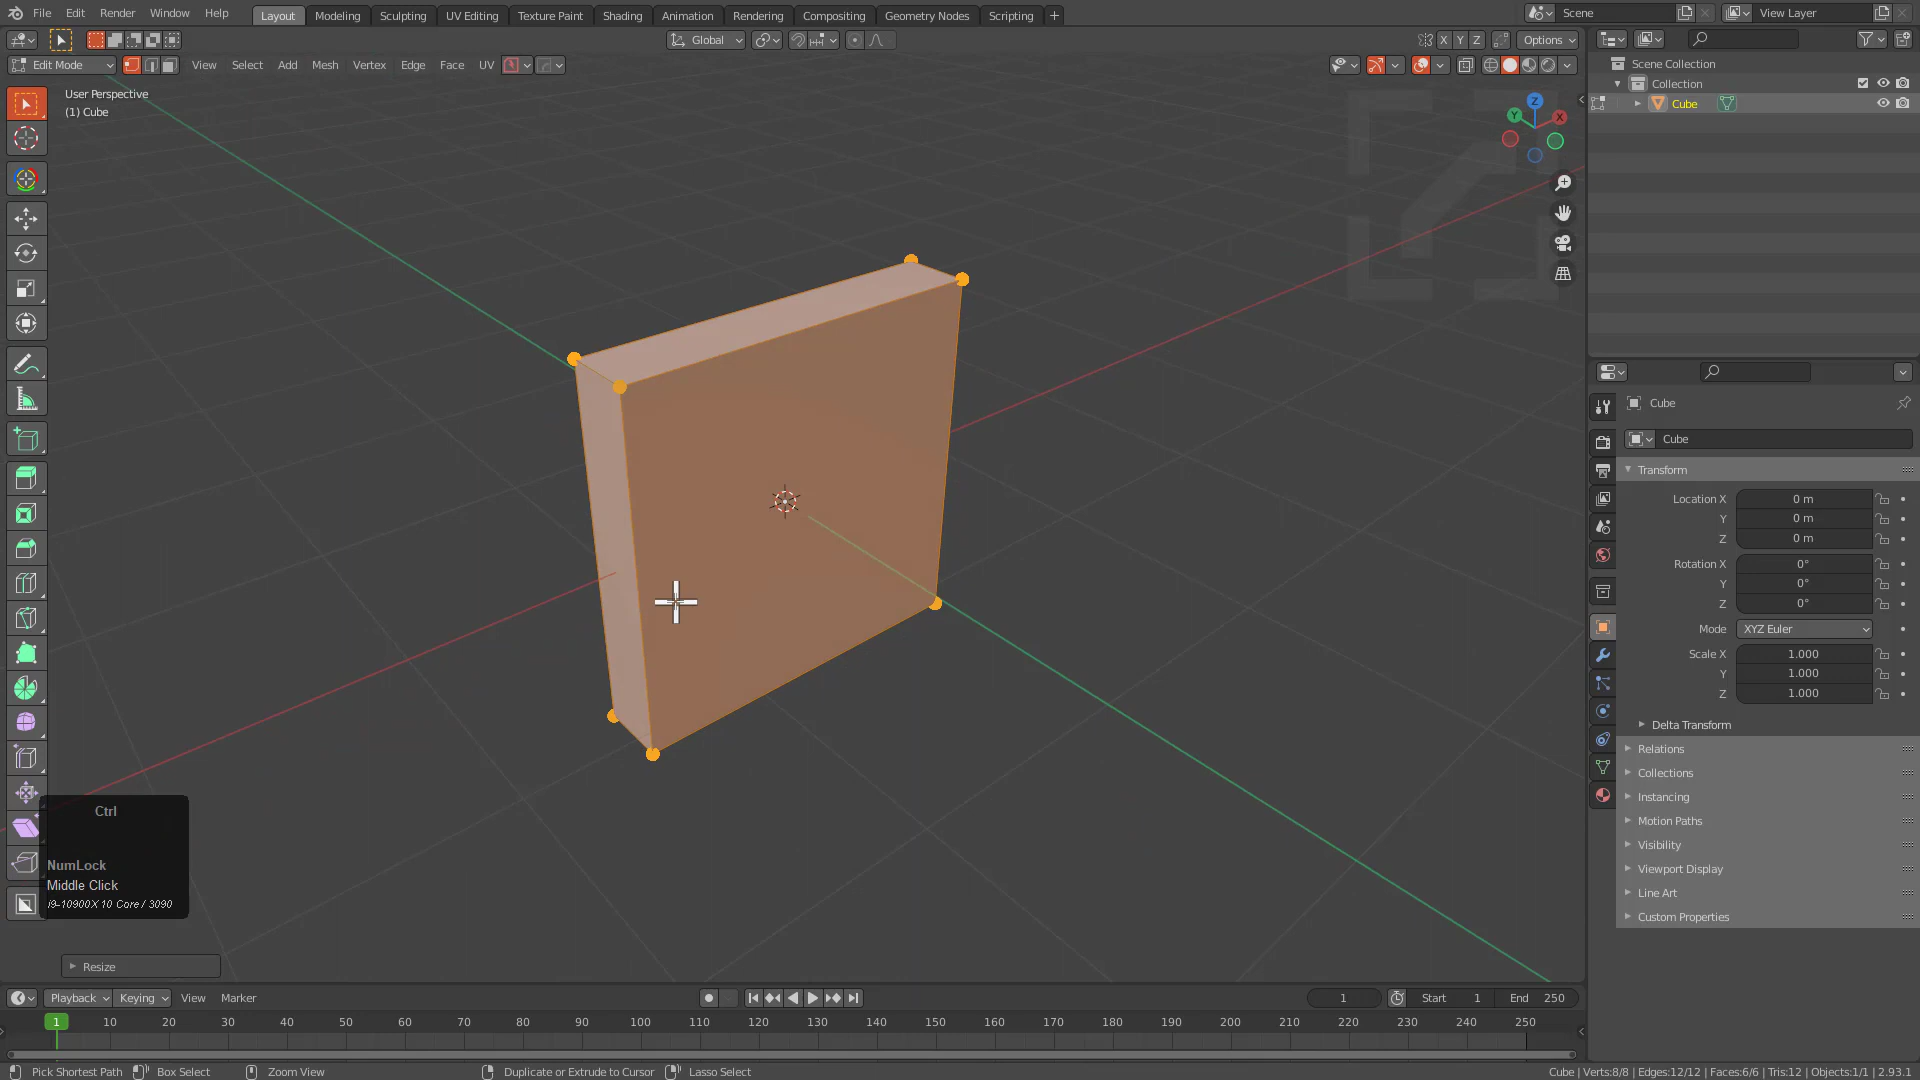 File Edit Render Window Help Layout Modeling Sculpting UV Editing Texture Paint Shading Animation Rendering Compositing Geometry Nodes Scripting + Scene View Layer
Global X Y Z Options
Edit Mode View Select Add Mesh Vertex Edge Face UV
User Perspective
(1) Cube
Z
Y
X
Scene Collection
Collection
Cube
Cube
Cube
Transform
Location X 0 m
Y 0 m
Z 0 m
Rotation X 0°
Y 0°
Z 0°
Mode XYZ Euler
Scale X 1.000
Y 1.000
Z 1.000
Delta Transform
Relations
Collections
Instancing
Motion Paths
Visibility
Viewport Display
Line Art
Custom Properties
Ctrl
NumLock
Middle Click
i9-10900X 10 Core / 3090
Resize
Playback Keying View Marker 1 Start 1 End 250
1 10 20 30 40 50 60 70 80 90 100 110 120 130 140 150 160 170 180 190 200 210 220 230 240 250
Pick Shortest Path Box Select Zoom View Duplicate or Extrude to Cursor Lasso Select Cube | Verts:8/8 | Edges:12/12 | Faces:6/6 | Tris:12 | Objects:1/1 | 2.93.1